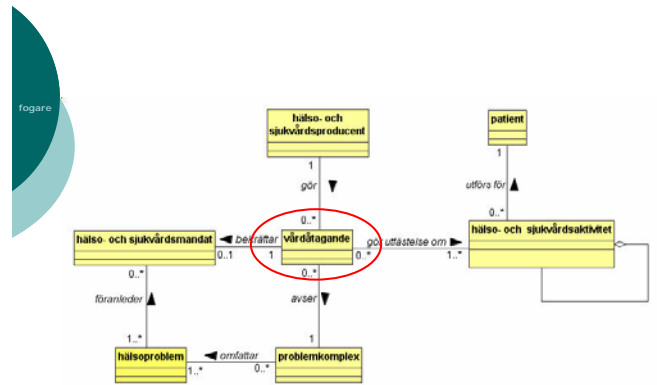 fogare
hälso- och
sjukvårdsproducent
patient
1
1
gör
utförs för
0..*
0..*
hälso- och sjukvårdsmandat
bekräftar
vårdåtagande
gör utfästelse om
hälso- och sjukvårdsaktivitet
0..1
1
0..*
1..*
0..*
0..*
föranleder
avser
1..*
1
hälsoproblem
omfattar
problemkomplex
1..*
0..*